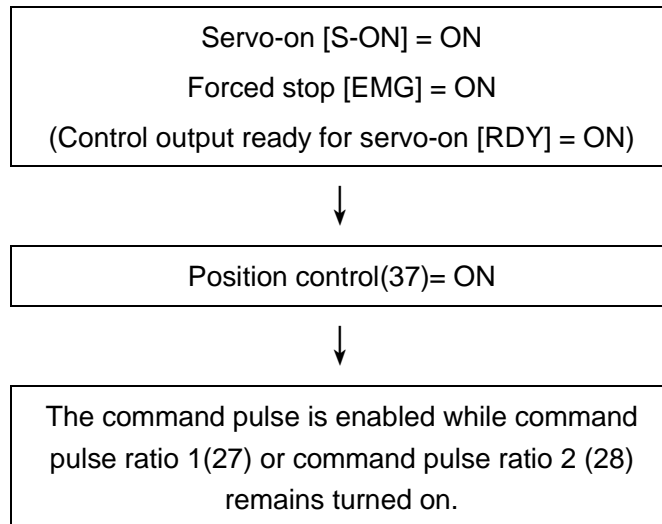 Servo-on [S-ON] = ON
Forced stop [EMG] = ON
(Control output ready for servo-on [RDY] = ON)
Position control(37)= ON
The command pulse is enabled while command
pulse ratio 1(27) or command pulse ratio 2 (28)
remains turned on.